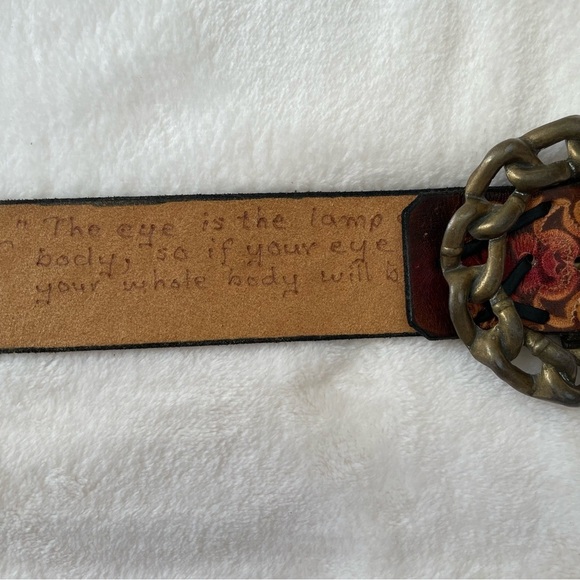 " The eye is the lamp
body, so if your eye
your whole body will b